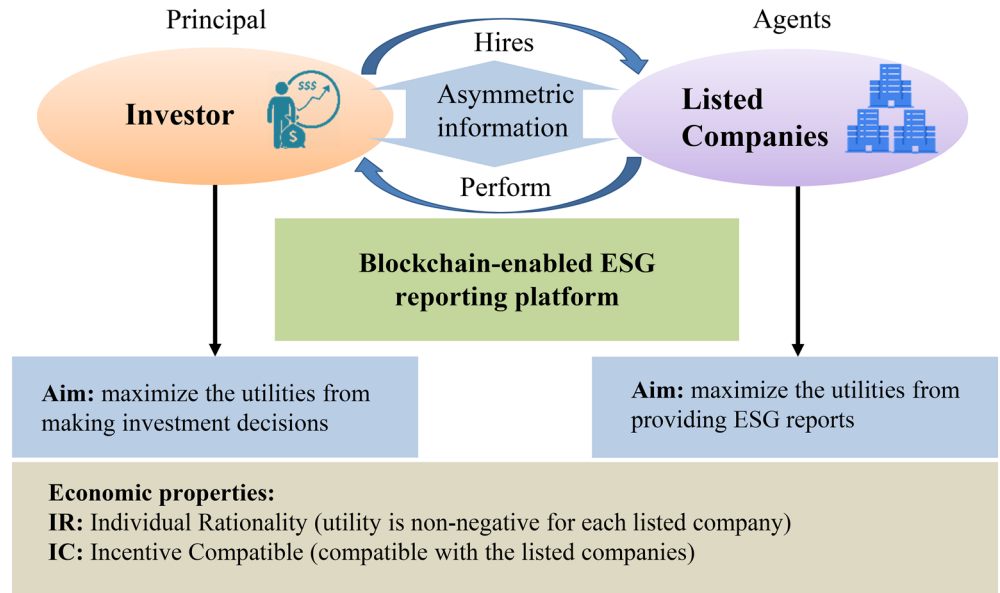 Principal
Agents
Hires
Investor
$$$
$
Asymmetric
information
Listed
Companies
Perform
Blockchain-enabled ESG
reporting platform
Aim: maximize the utilities from
making investment decisions
Aim: maximize the utilities from
providing ESG reports
Economic properties:
IR: Individual Rationality (utility is non-negative for each listed company)
IC: Incentive Compatible (compatible with the listed companies)